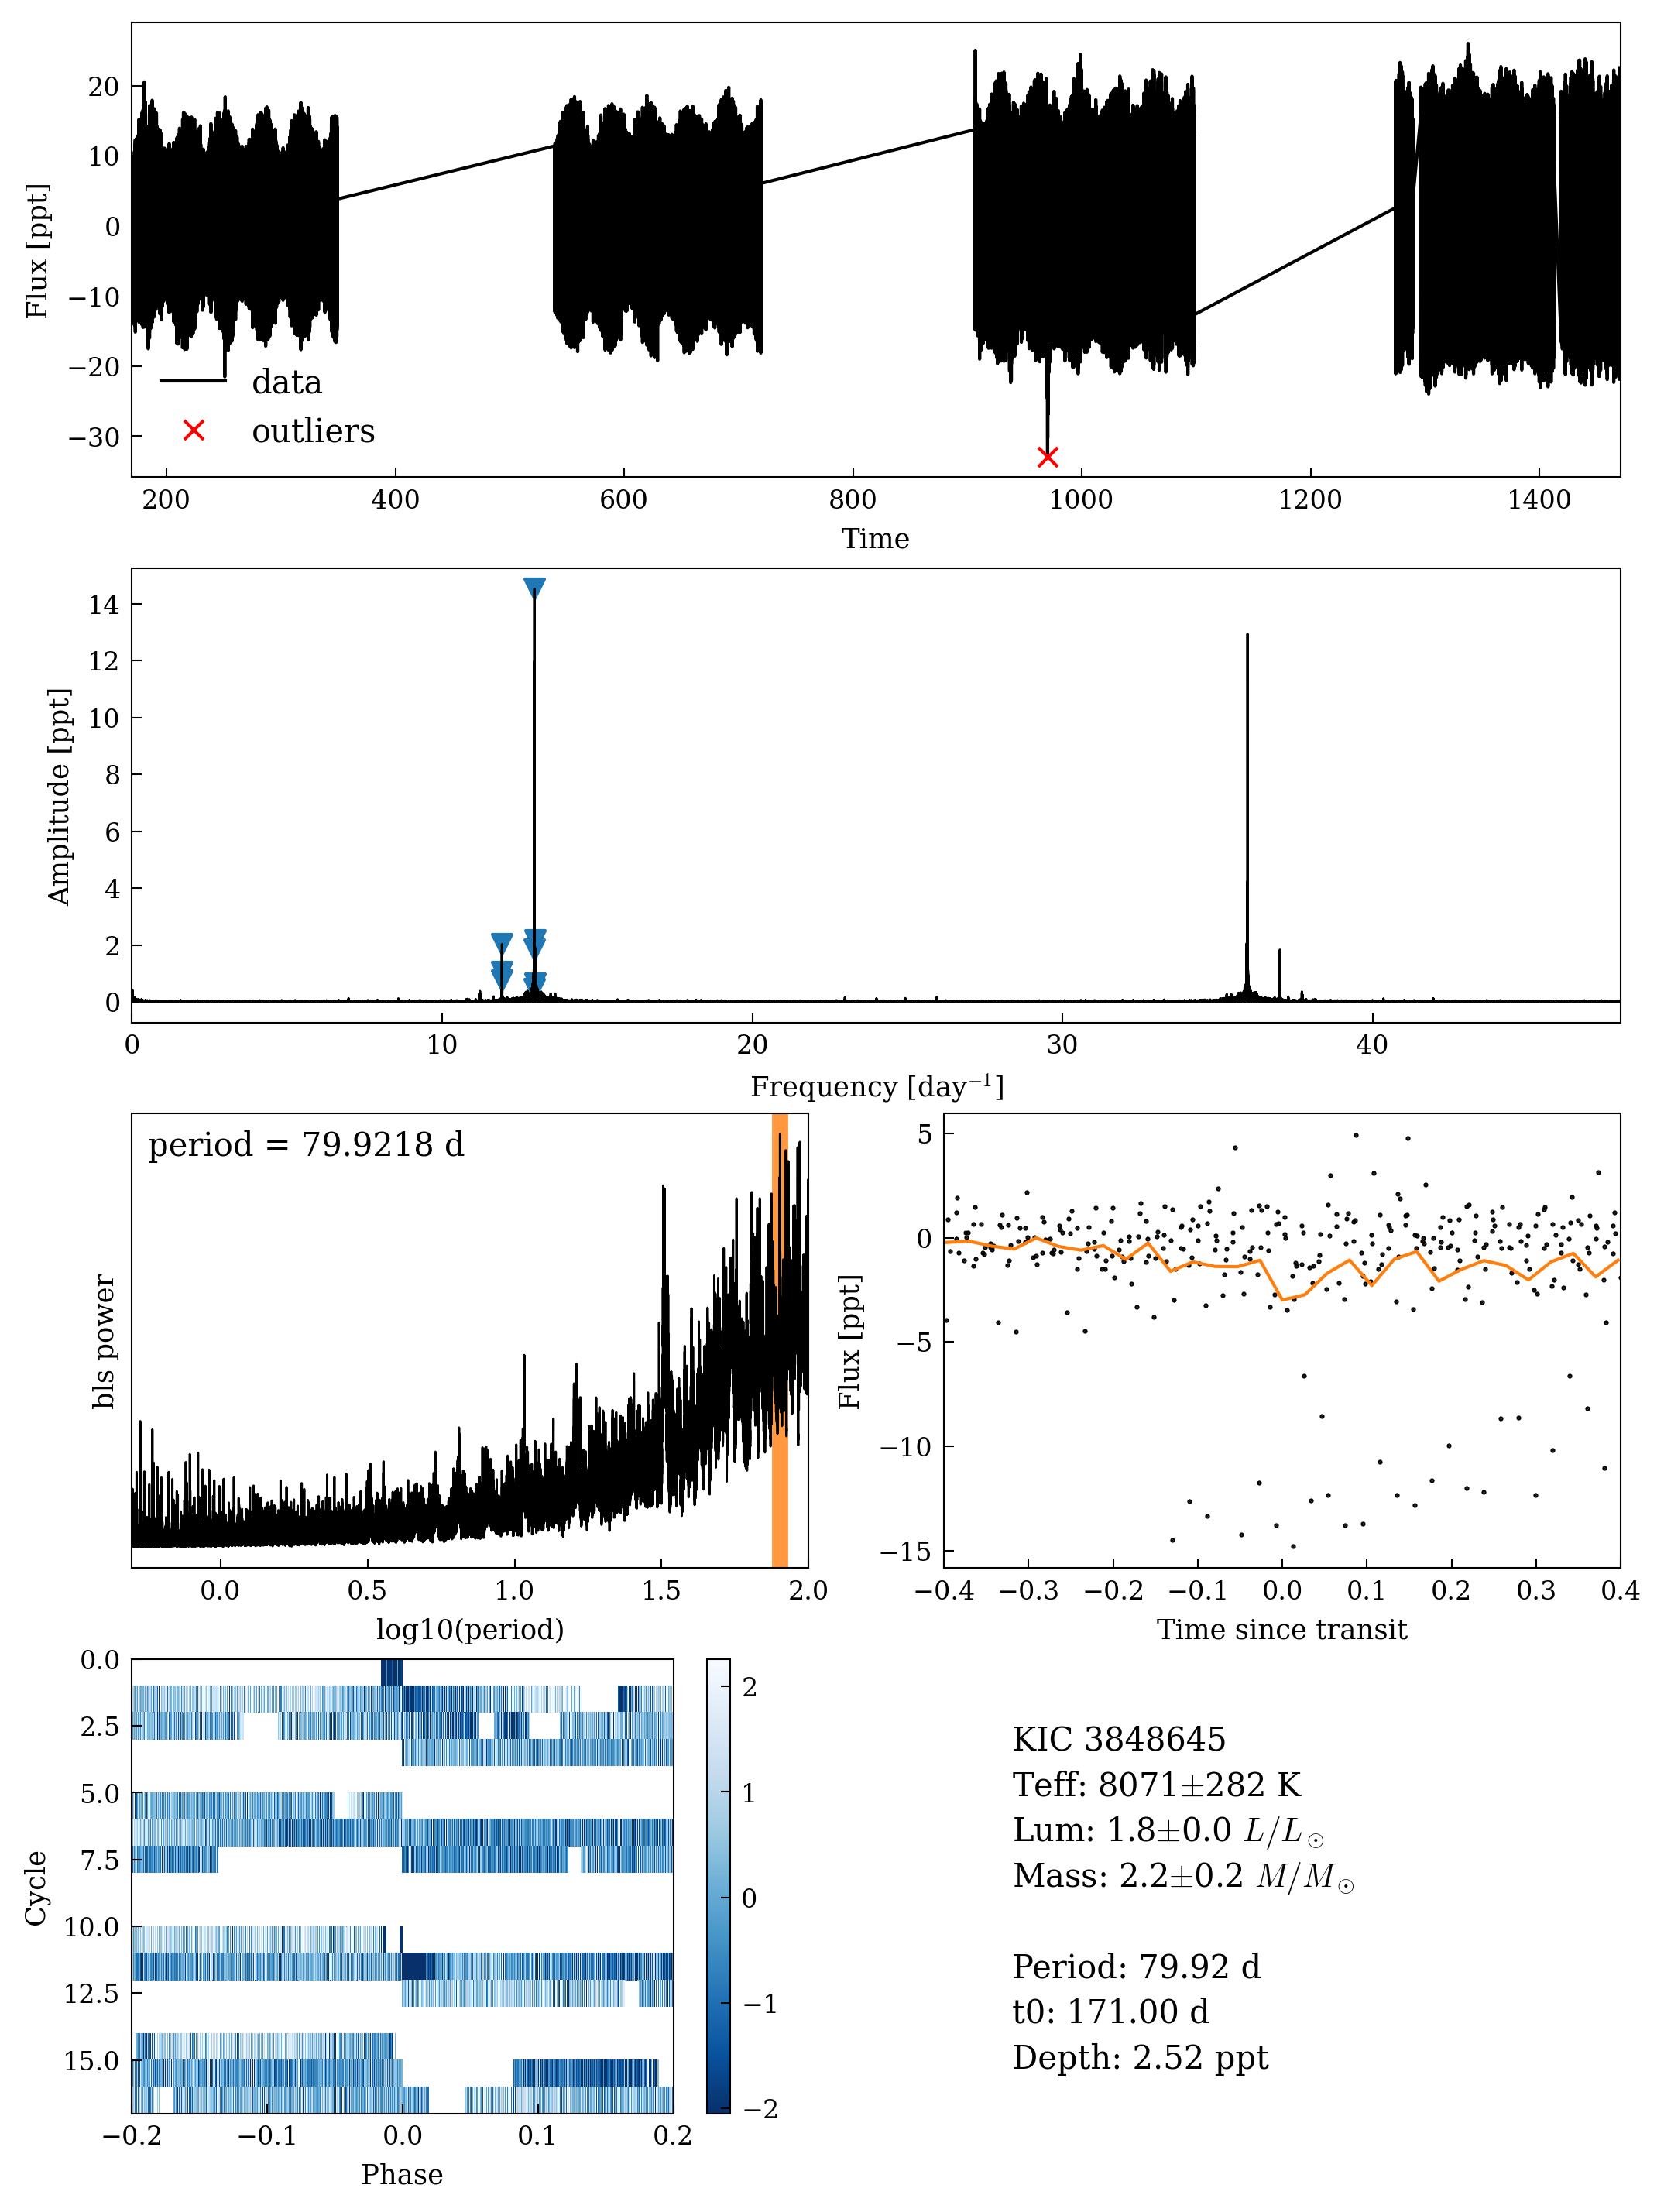 20
10
0
−10
−20
−30
Flux [ppt]
data
outliers
200 400 600 800 1000 1200 1400
Time
14
12
10
8
6
4
2
0
Amplitude [ppt]
0 10 20 30 40
Frequency [day⁻¹]
period = 79.9218 d
bls power
0.0 0.5 1.0 1.5 2.0
log10(period)
5
0
−5
−10
−15
Flux [ppt]
−0.4 −0.3 −0.2 −0.1 0.0 0.1 0.2 0.3 0.4
Time since transit
0.0
2.5
5.0
7.5
10.0
12.5
15.0
Cycle
−0.2 −0.1 0.0 0.1 0.2
Phase
2
1
0
−1
−2
KIC 3848645
Teff: 8071±282 K
Lum: 1.8±0.0 L/L⊙
Mass: 2.2±0.2 M/M⊙
Period: 79.92 d
t0: 171.00 d
Depth: 2.52 ppt